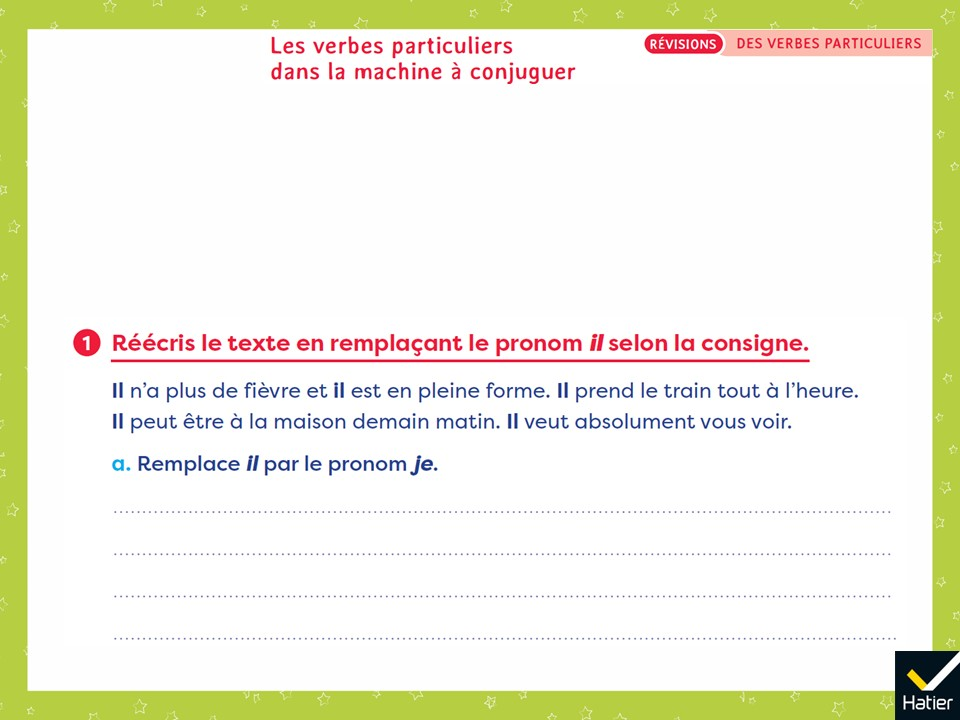 Les verbes particuliers
dans la machine à conjuguer
RÉVISIONS DES VERBES PARTICULIERS
1 Réécris le texte en remplaçant le pronom il selon la consigne.
Il n'a plus de fièvre et il est en pleine forme. Il prend le train tout à l'heure.
Il peut être à la maison demain matin. Il veut absolument vous voir.
a. Remplace il par le pronom je.
Hatier